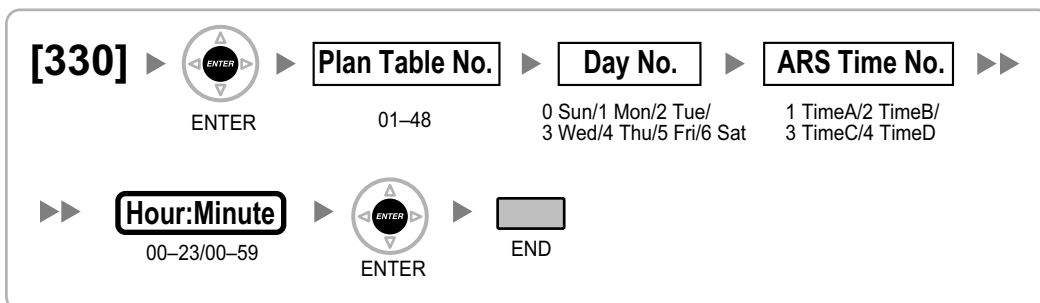 [330]
ENTER
ENTER
Plan Table No.
01–48
Day No.
0 Sun/1 Mon/2 Tue/
3 Wed/4 Thu/5 Fri/6 Sat
ARS Time No.
1 TimeA/2 TimeB/
3 TimeC/4 TimeD
Hour:Minute
00–23/00–59
ENTER
ENTER
END